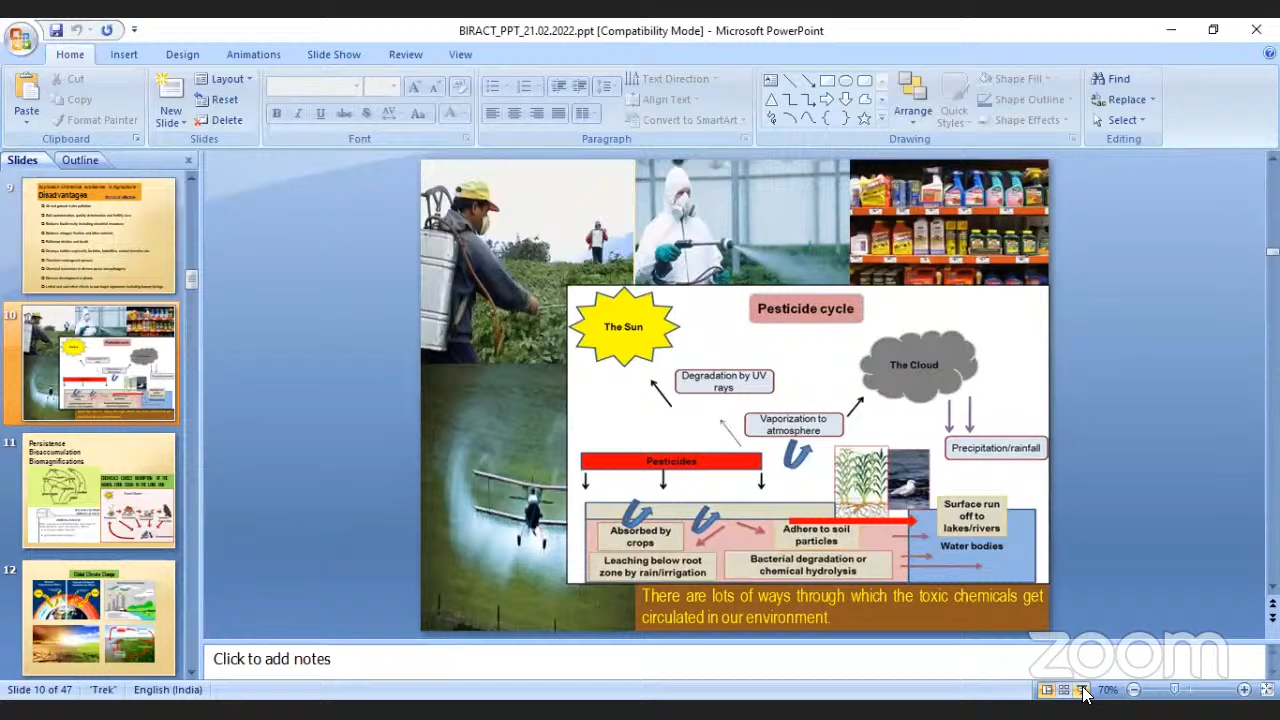 BIRACT_PPT_21.02.2022.ppt [Compatibility Mode] - Microsoft PowerPoint
Home Insert Design Animations Slide Show Review View
Paste Cut Copy Format Painter
Clipboard
New Slide Layout Reset Delete
Slides
B I U S AV Aa A
Font
Text Direction Align Text Convert to SmartArt
Paragraph
Arrange Quick Styles Shape Fill Shape Outline Shape Effects
Drawing
Find Replace Select
Editing
Slides Outline
9
Disadvantages
10
11
Persistence
Bioaccumulation
Biomagnifications
12
Global Climate Change
The Sun
Pesticide cycle
The Cloud
Degradation by UV
rays
Vaporization to
atmosphere
Precipitation/rainfall
Pesticides
Absorbed by
crops
Adhere to soil
particles
Surface run
off to
lakes/rivers
Water bodies
Leaching below root
zone by rain/irrigation
Bacterial degradation or
chemical hydrolysis
There are lots of ways through which the toxic chemicals get
circulated in our environment.
Click to add notes
zoom
Slide 10 of 47 "Trek" English (India) 70%